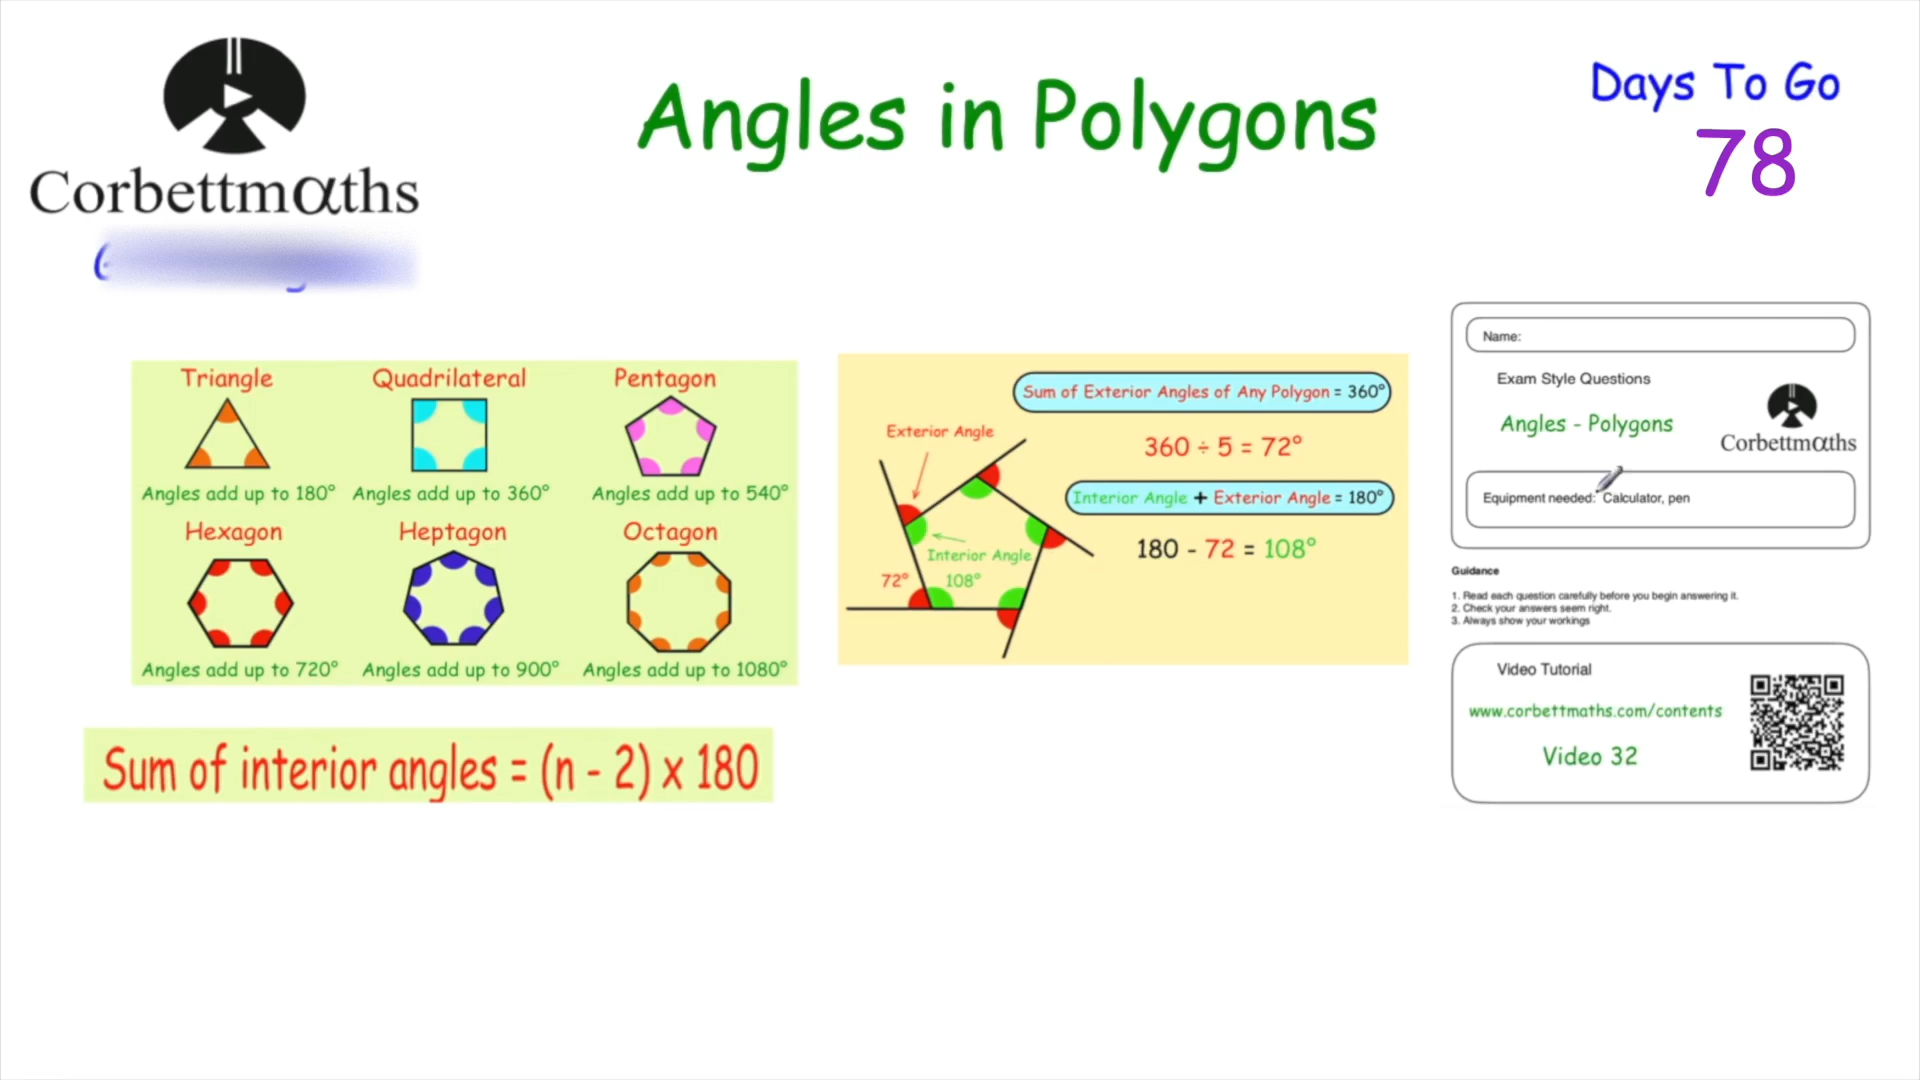 Corbettmαths
Angles in Polygons
Days To Go
78
Triangle
Quadrilateral
Pentagon
Angles add up to 180°
Angles add up to 360°
Angles add up to 540°
Hexagon
Heptagon
Octagon
Angles add up to 720°
Angles add up to 900°
Angles add up to 1080°
Sum of interior angles = (n - 2) x 180
Sum of Exterior Angles of Any Polygon = 360°
Exterior Angle
360 ÷ 5 = 72°
Interior Angle + Exterior Angle = 180°
180 - 72 = 108°
Interior Angle
72°
108°
Name:
Exam Style Questions
Angles - Polygons
Corbettmαths
Equipment needed: Calculator, pen
Guidance
1. Read each question carefully before you begin answering it.
2. Check your answers seem right.
3. Always show your workings
Video Tutorial
www.corbettmaths.com/contents
Video 32